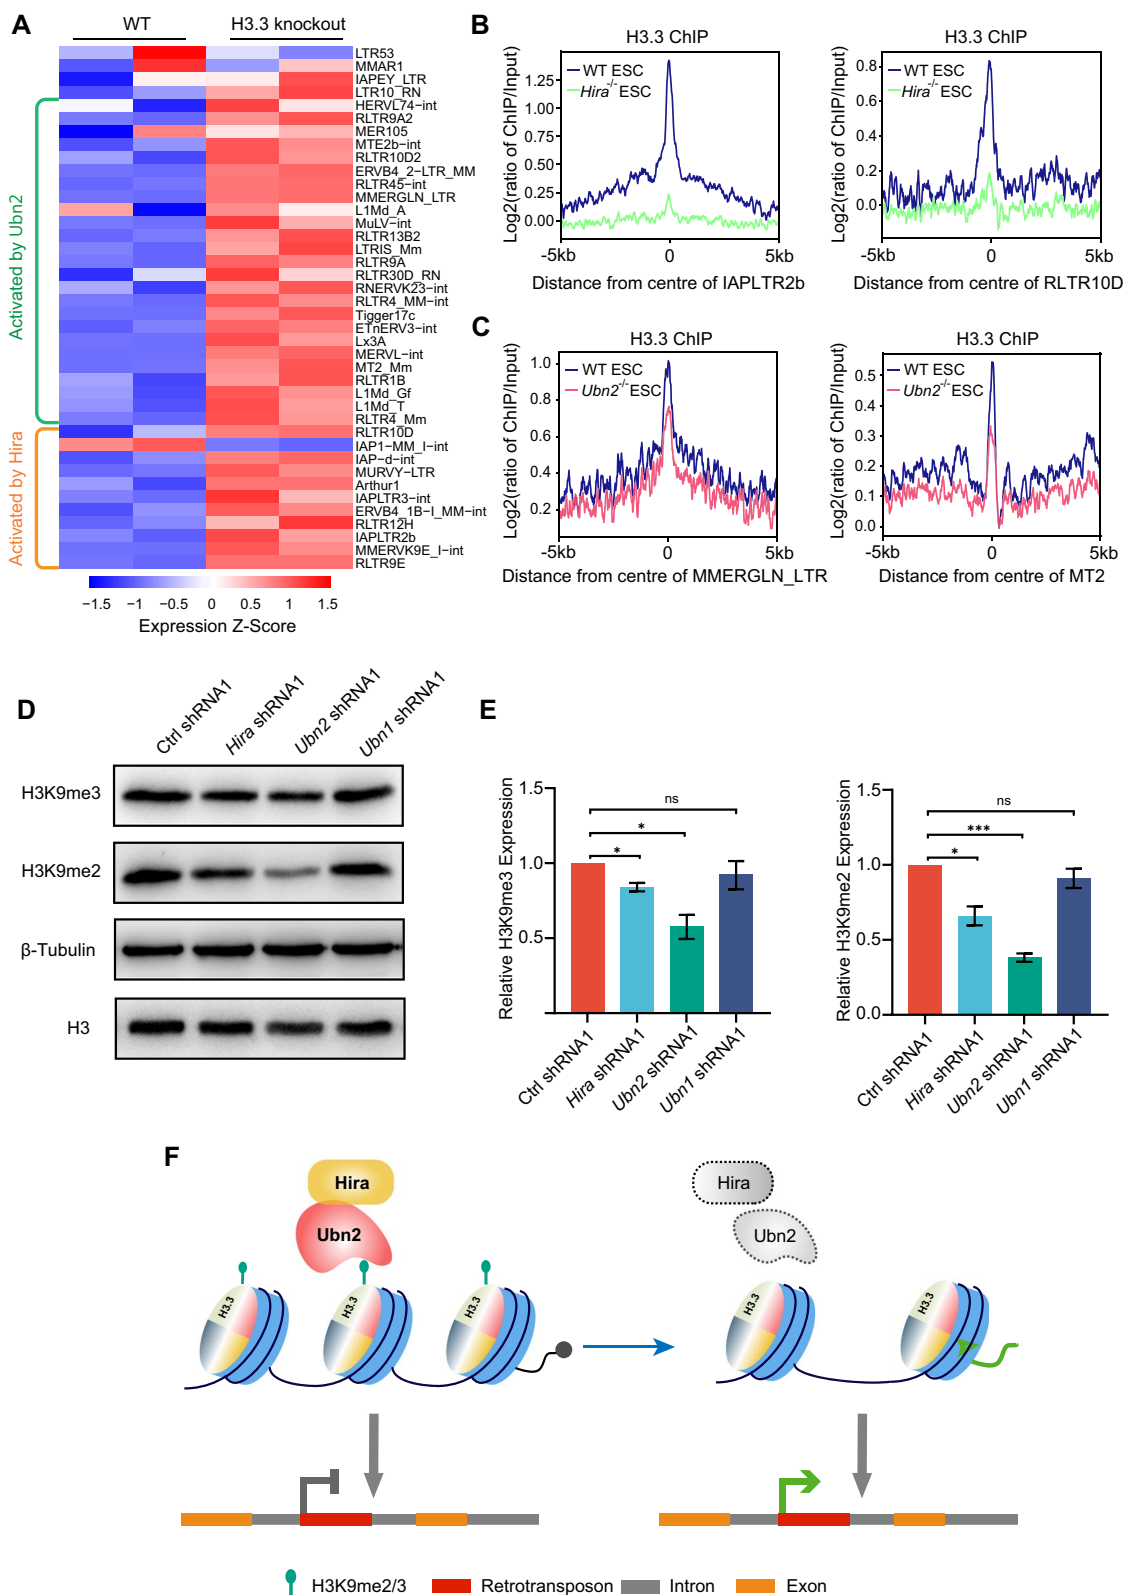 A
WT
H3.3 knockout
LTR53
MMAR1
IAPEY_LTR
LTR10_RN
HERVL74-int
RLTR9A2
MER105
MTE2b-int
RLTR10D2
ERVB4_2-LTR_MM
RLTR45-int
MMERGLN_LTR
L1Md_A
MuLV-int
RLTR13B2
LTRIS_Mm
RLTR9A
RLTR30D_RN
RNERVK23-int
RLTR4_MM-int
Tigger17c
ETnERV3-int
Lx3A
MERVL-int
MT2_Mm
RLTR1B
L1Md_Gf
L1Md_T
RLTR4_Mm
RLTR10D
IAP1-MM_I-int
IAP-d-int
MURVY-LTR
Arthur1
IAPLTR3-int
ERVB4_1B-I_MM-int
RLTR12H
IAPLTR2b
MMERVK9E_I-int
RLTR9E
Activated by Ubn2
Activated by Hira
−1.5 −1 −0.5 0 0.5 1 1.5
Expression Z-Score
B
H3.3 ChIP
WT ESC
Hira-/- ESC
Log2(ratio of ChIP/Input)
1.25
1.00
0.75
0.50
0.25
0.00
-5kb 0 5kb
Distance from centre of IAPLTR2b
H3.3 ChIP
WT ESC
Hira-/- ESC
Log2(ratio of ChIP/Input)
0.8
0.6
0.4
0.2
0.0
-5kb 0 5kb
Distance from centre of RLTR10D
C
H3.3 ChIP
WT ESC
Ubn2-/- ESC
Log2(ratio of ChIP/Input)
1.0
0.8
0.6
0.4
0.2
-5kb 0 5kb
Distance from centre of MMERGLN_LTR
H3.3 ChIP
WT ESC
Ubn2-/- ESC
Log2(ratio of ChIP/Input)
0.5
0.4
0.3
0.2
0.1
0.0
-5kb 0 5kb
Distance from centre of MT2
D
Ctrl shRNA1
Hira shRNA1
Ubn2 shRNA1
Ubn1 shRNA1
H3K9me3
H3K9me2
β-Tubulin
H3
E
Relative H3K9me3 Expression
1.5
1.0
0.5
ns
*
*
Ctrl shRNA1
Hira shRNA1
Ubn2 shRNA1
Ubn1 shRNA1
Relative H3K9me2 Expression
1.5
1.0
0.5
0.0
ns
***
*
Ctrl shRNA1
Hira shRNA1
Ubn2 shRNA1
Ubn1 shRNA1
F
Hira
Ubn2
H3.3
H3.3
H3.3
Hira
Ubn2
H3.3
H3.3
H3K9me2/3 Retrotransposon Intron Exon